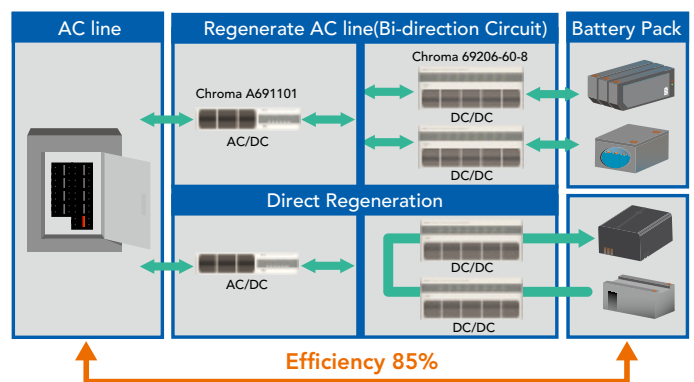 AC line
Regenerate AC line(Bi-direction Circuit)
Battery Pack
Chroma 69206-60-8
Chroma A691101
AC/DC
DC/DC
DC/DC
Direct Regeneration
AC/DC
DC/DC
DC/DC
Efficiency 85%